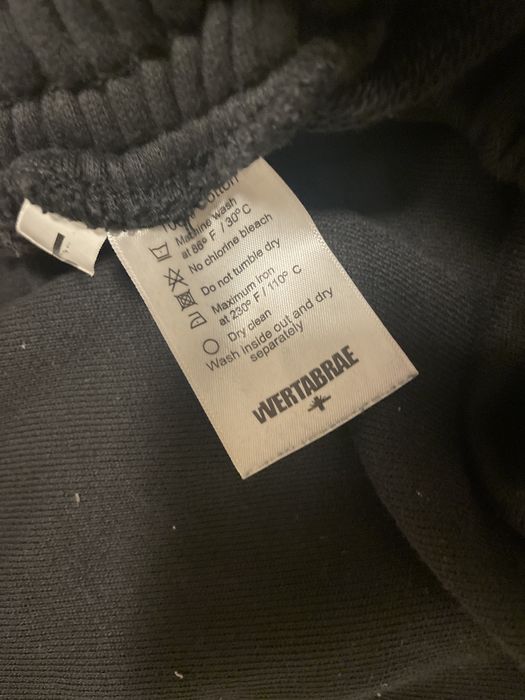 100% Cotton
Machine wash
at 86° F / 30°C
No chlorine bleach
Do not tumble dry
Maximum iron
at 230° F / 110° C
Dry clean
Wash inside out and dry
separately
VVERTABRAE